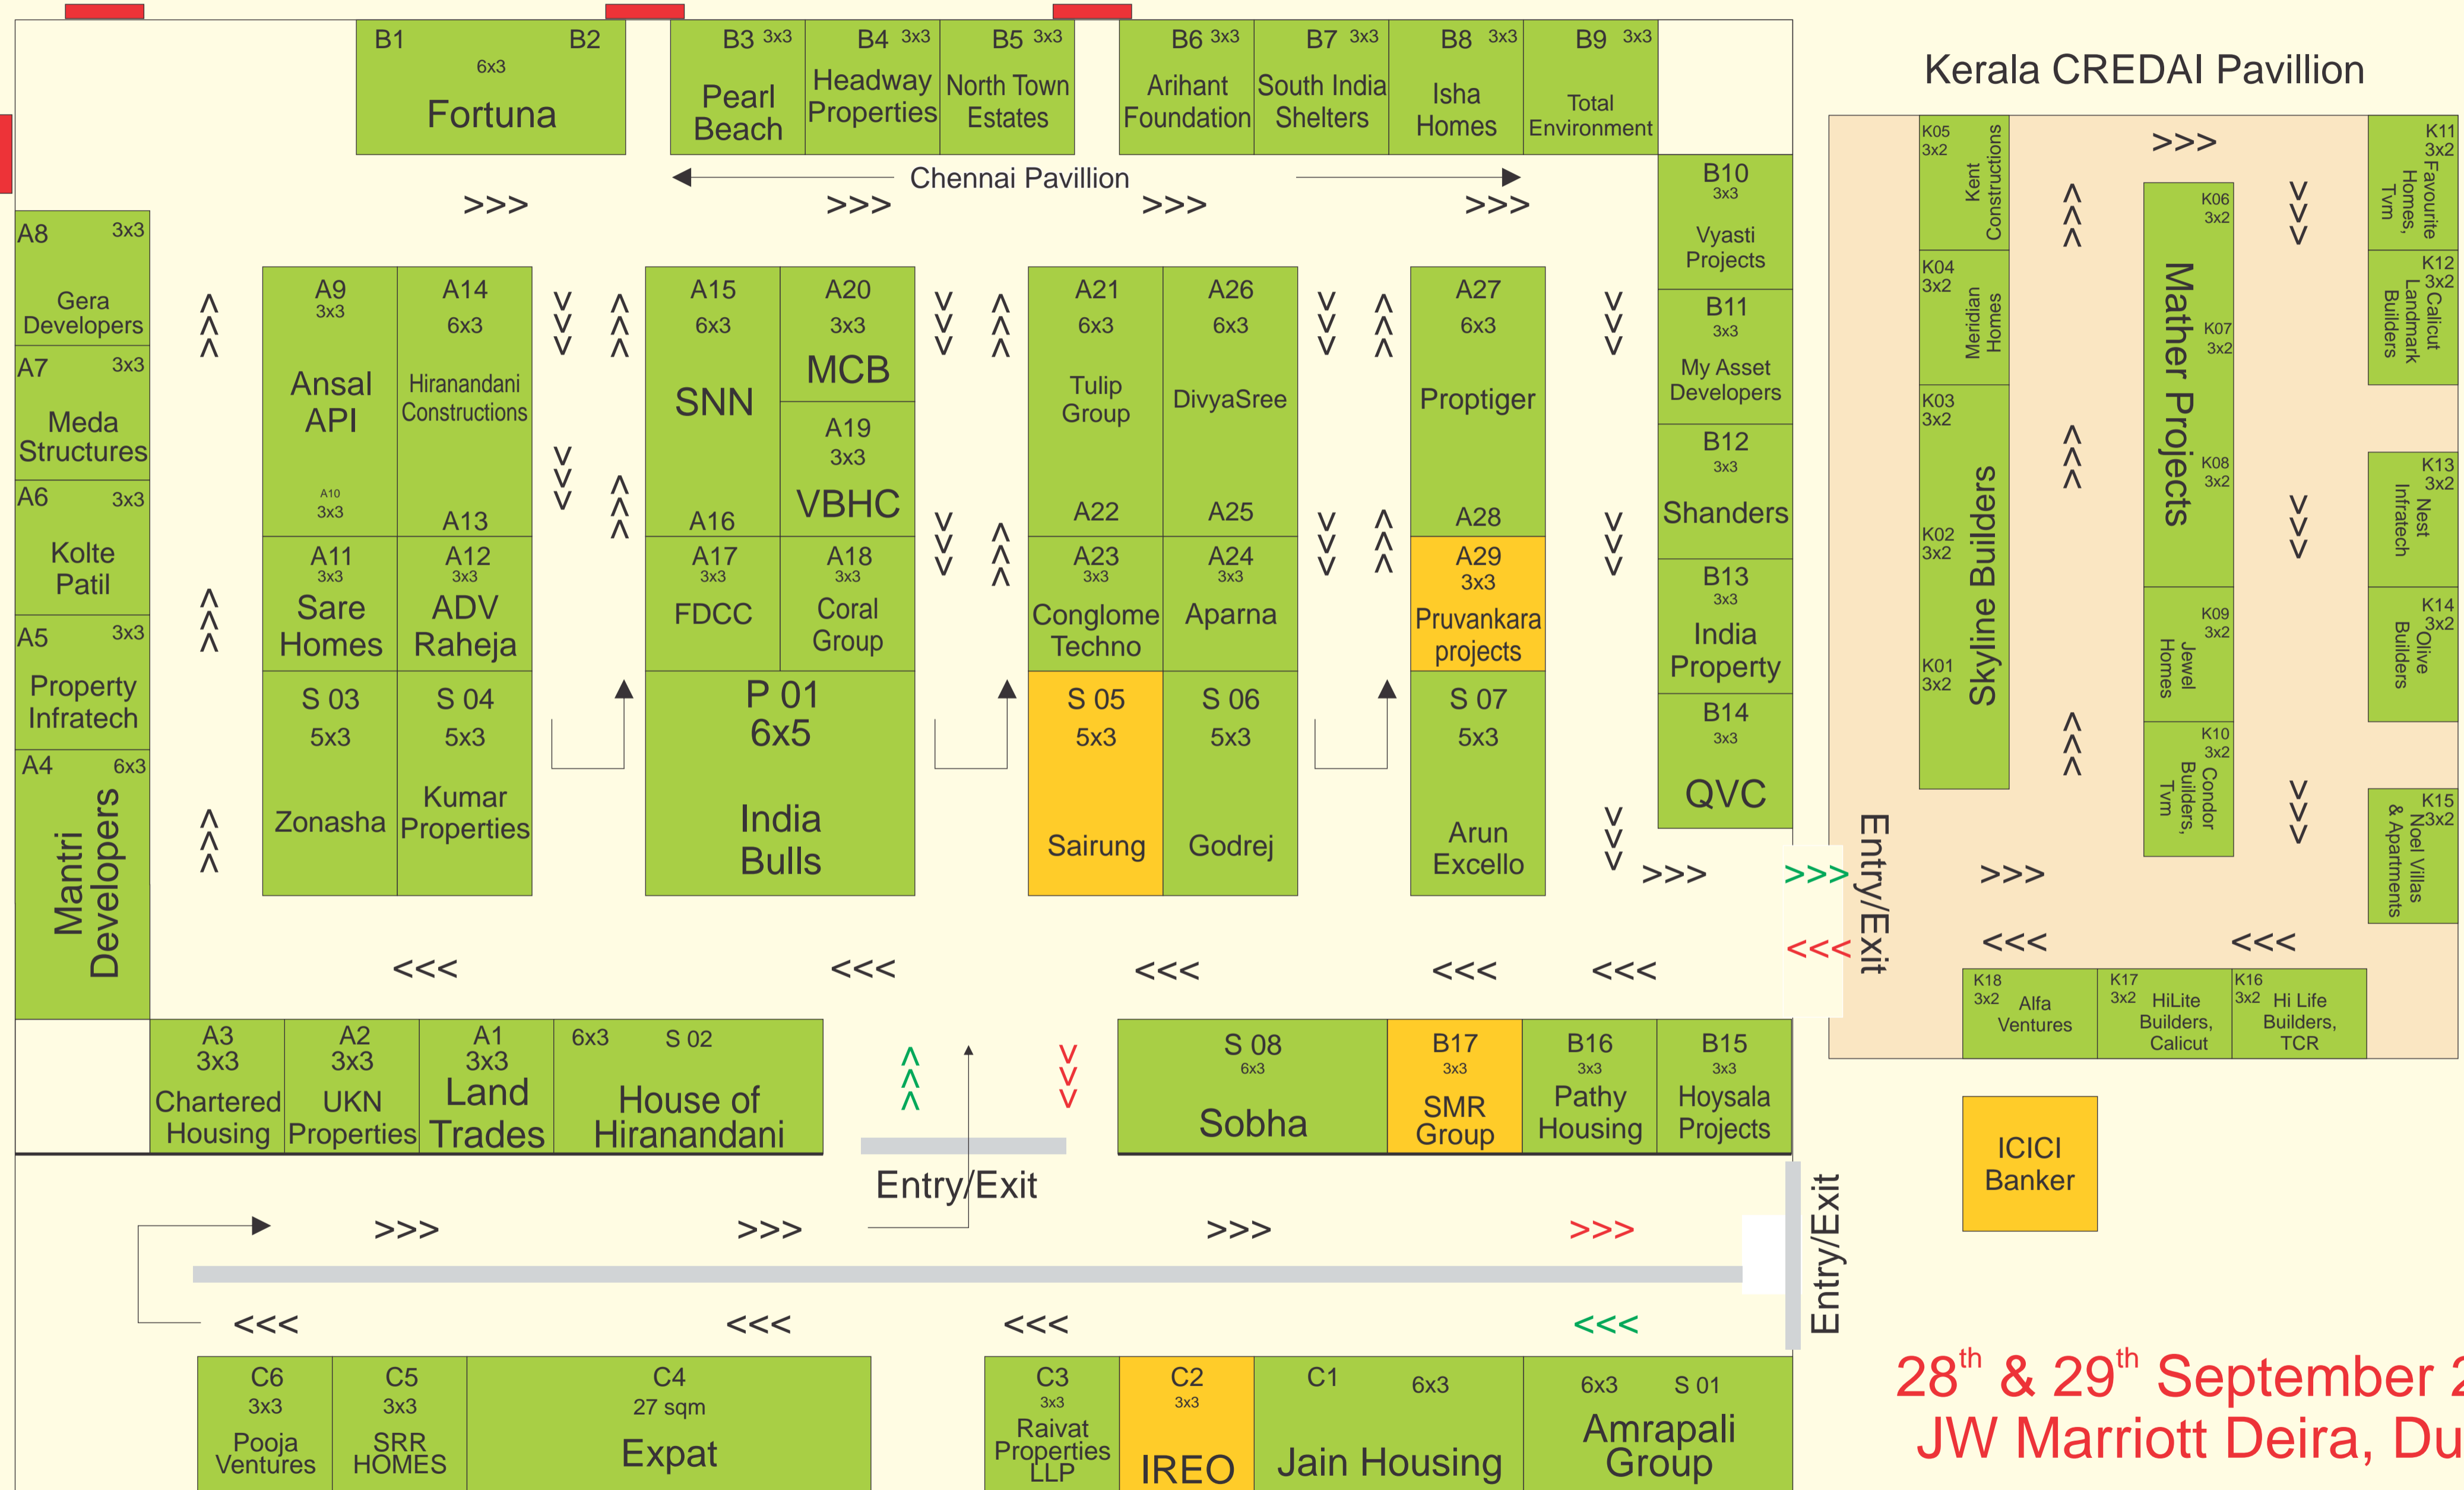 B1 B2
6x3
Fortuna
B3 3x3
Pearl
Beach
B4 3x3
Headway
Properties
B5 3x3
North Town
Estates
B6 3x3
Arihant
Foundation
B7 3x3
South India
Shelters
B8 3x3
Isha
Homes
B9 3x3
Total
Environment
Kerala CREDAI Pavillion
Chennai Pavillion
>>> >>> >>> >>>
A8 3x3
Gera
Developers
A7 3x3
Meda
Structures
A6 3x3
Kolte
Patil
A5 3x3
Property
Infratech
A4 6x3
Mantri
Developers
A9
3x3
Ansal
API
A10
3x3
A14
6x3
Hiranandani
Constructions
A13
A11
3x3
Sare
Homes
A12
3x3
ADV
Raheja
S 03
5x3
Zonasha
S 04
5x3
Kumar
Properties
A15
6x3
SNN
A16
A20
3x3
MCB
A19
3x3
VBHC
A17
3x3
FDCC
A18
3x3
Coral
Group
P 01
6x5
India
Bulls
A21
6x3
Tulip
Group
A22
A26
6x3
DivyaSree
A25
A23
3x3
Conglome
Techno
A24
3x3
Aparna
S 05
5x3
Sairung
S 06
5x3
Godrej
A27
6x3
Proptiger
A28
A29
3x3
Pruvankara
projects
S 07
5x3
Arun
Excello
B10
3x3
Vyasti
Projects
B11
3x3
My Asset
Developers
B12
3x3
Shanders
B13
3x3
India
Property
B14
3x3
QVC
>>> >>>
<<< <<< <<< <<< <<< <<<
Entry/Exit
K05
3x2
Kent
Constructions
K04
3x2
Meridian
Homes
K03
3x2
K02
3x2
K01
3x2
Skyline Builders
>>>
K06
3x2
K07
3x2
K08
3x2
Mather Projects
K09
3x2
Jewel
Homes
K10
3x2
Condor
Builders,
Tvm
K11
3x2
Favourite
Homes,
Tvm
K12
3x2
Calicut
Landmark
Builders
K13
3x2
Nest
Infratech
K14
3x2
Olive
Builders
K15
3x2
Noel Villas
& Apartments
>>>
<<< <<<
K18
3x2
Alfa
Ventures
K17
3x2
HiLite
Builders,
Calicut
K16
3x2
Hi Life
Builders,
TCR
A3
3x3
Chartered
Housing
A2
3x3
UKN
Properties
A1
3x3
Land
Trades
6x3 S 02
House of
Hiranandani
S 08
6x3
Sobha
B17
3x3
SMR
Group
B16
3x3
Pathy
Housing
B15
3x3
Hoysala
Projects
ICICI
Banker
Entry/Exit
>>> >>> >>> >>>
Entry/Exit
<<< <<< <<< <<<
C6
3x3
Pooja
Ventures
C5
3x3
SRR
HOMES
C4
27 sqm
Expat
C3
3x3
Raivat
Properties
LLP
C2
3x3
IREO
C1 6x3
Jain Housing
6x3 S 01
Amrapali
Group
28th & 29th September 2
JW Marriott Deira, Du